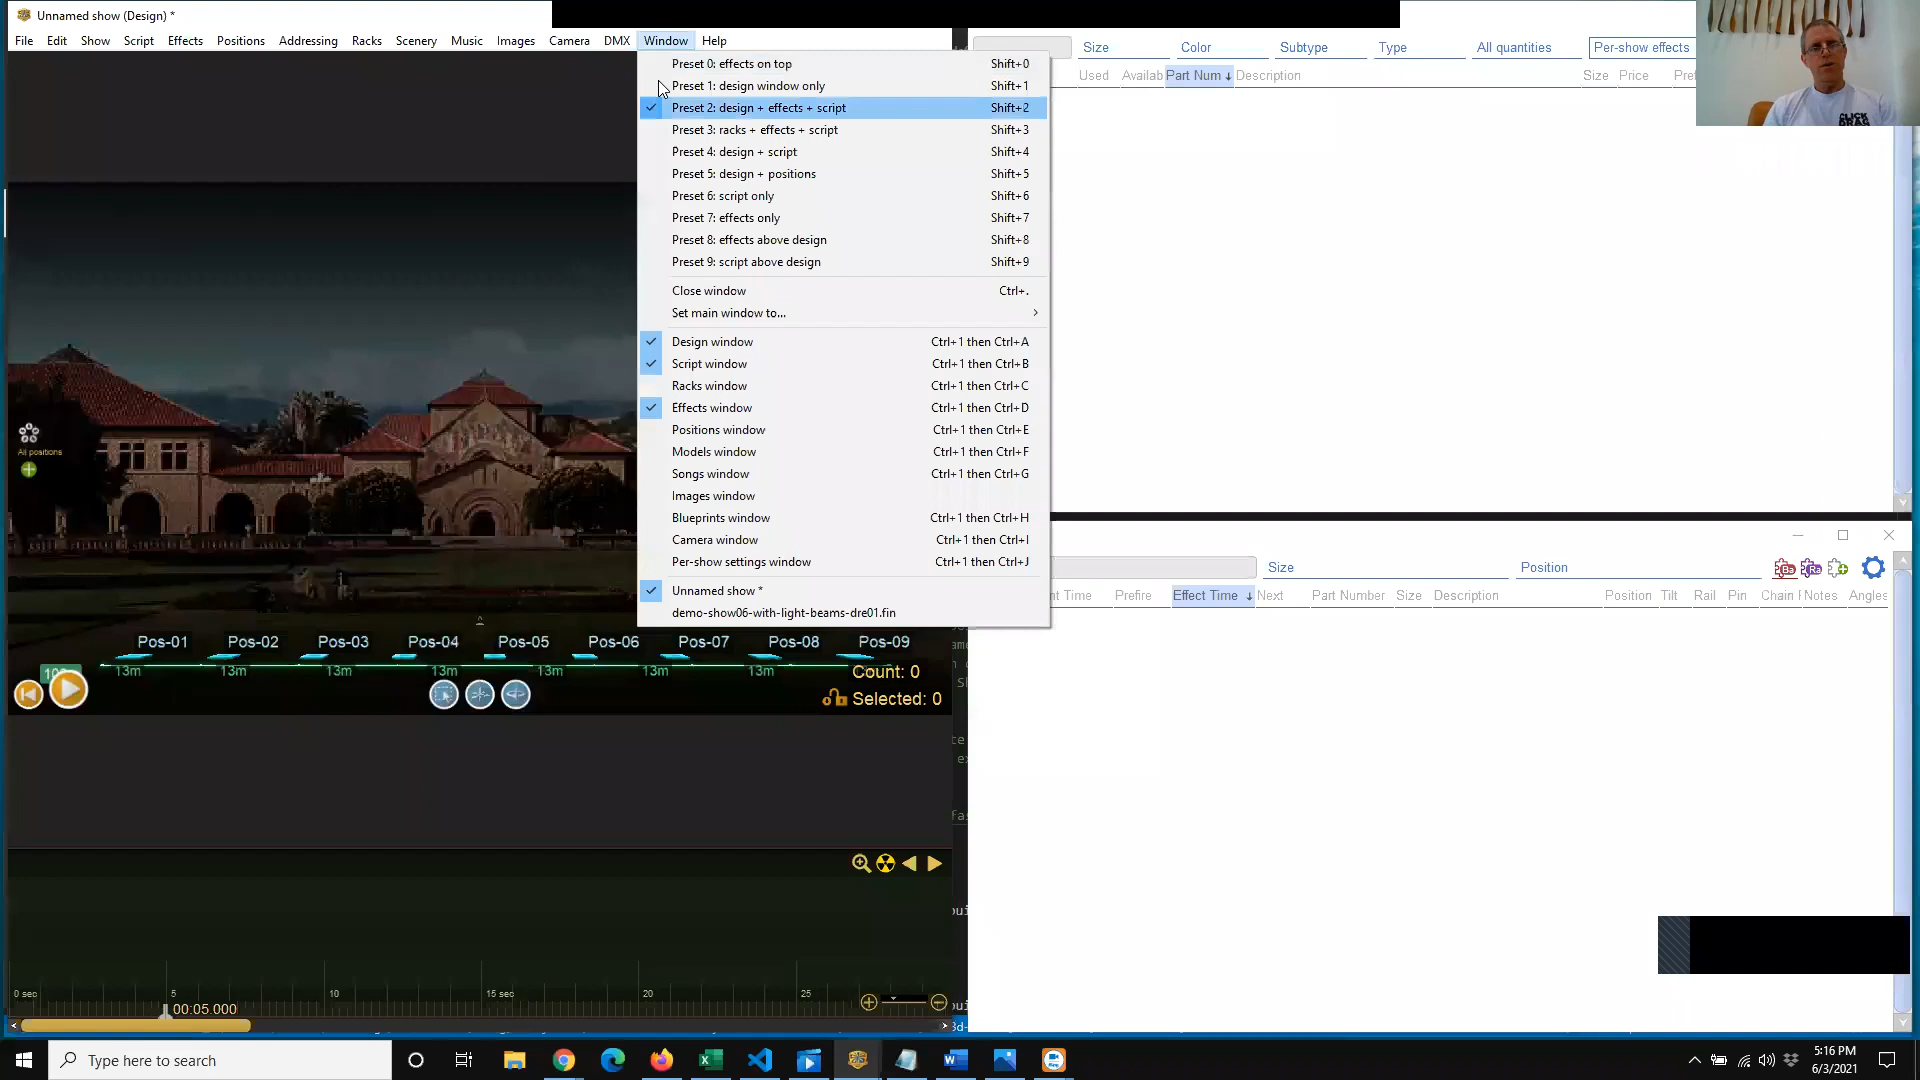 Unnamed show (Design) *
File Edit Show Script Effects Positions Addressing Racks Scenery Music Images Camera DMX Window Help
Preset 0: effects on top Shift+0
Preset 1: design window only Shift+1
Preset 2: design + effects + script Shift+2
Preset 3: racks + effects + script Shift+3
Preset 4: design + script Shift+4
Preset 5: design + positions Shift+5
Preset 6: script only Shift+6
Preset 7: effects only Shift+7
Preset 8: effects above design Shift+8
Preset 9: script above design Shift+9
Close window Ctrl+.
Set main window to...
Design window Ctrl+1 then Ctrl+A
Script window Ctrl+1 then Ctrl+B
Racks window Ctrl+1 then Ctrl+C
Effects window Ctrl+1 then Ctrl+D
Positions window Ctrl+1 then Ctrl+E
Models window Ctrl+1 then Ctrl+F
Songs window Ctrl+1 then Ctrl+G
Images window
Blueprints window Ctrl+1 then Ctrl+H
Camera window Ctrl+1 then Ctrl+I
Per-show settings window Ctrl+1 then Ctrl+J
Unnamed show *
demo-show06-with-light-beams-dre01.fin
Size Color Subtype Type All quantities Per-show effects
Used Availab Part Num Description Size Price Pref
CLICK
DRAG
All positions
Size Position
nt Time Prefire Effect Time Next Part Number Size Description Position Tilt Rail Pin Chain Notes Angles
Pos-01 Pos-02 Pos-03 Pos-04 Pos-05 Pos-06 Pos-07 Pos-08 Pos-09
13m 13m 13m 13m 13m 13m 13m
Count: 0
Selected: 0
0 sec 5 10 15 sec 20 25
00:05.000
Type here to search
5:16 PM
6/3/2021